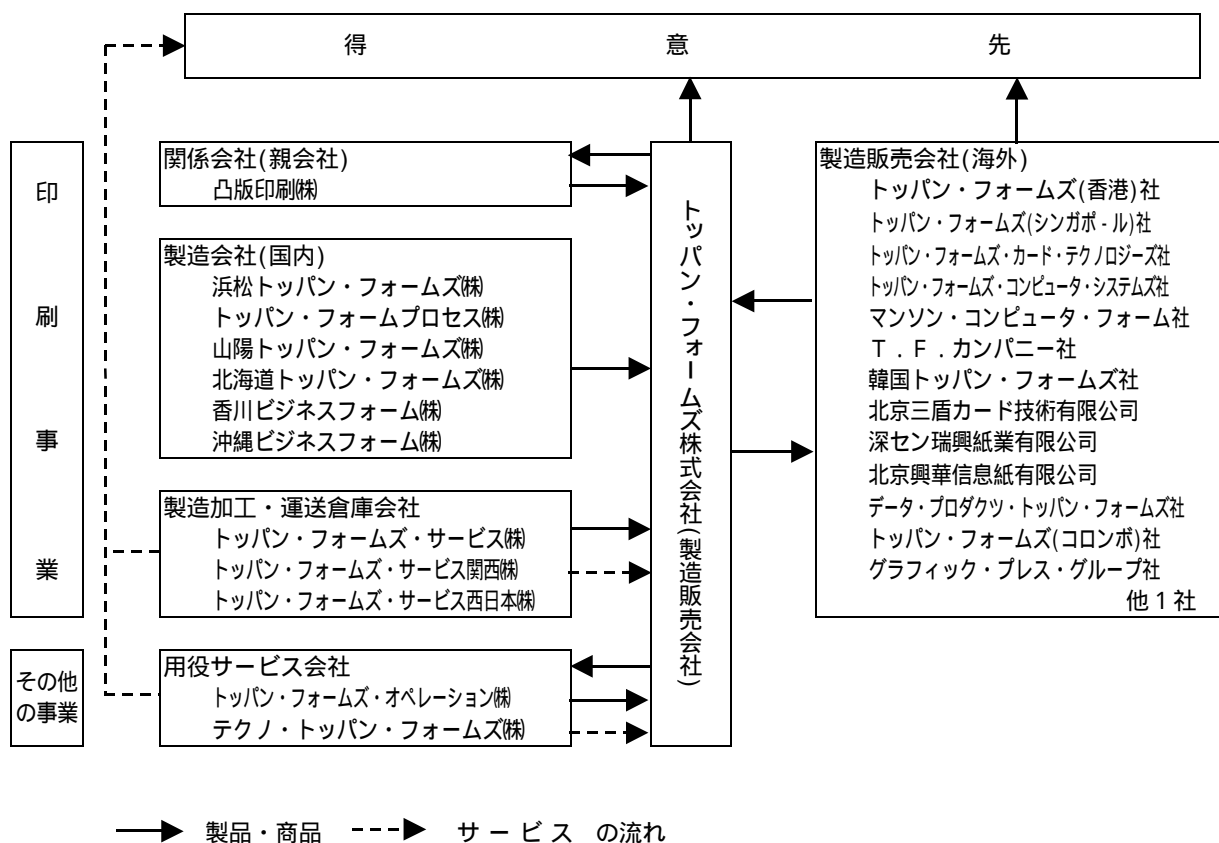 得意先
印刷事業
その他
の事業
関係会社(親会社)
凸版印刷㈱
製造会社(国内)
浜松トッパン・フォームズ㈱
トッパン・フォームプロセス㈱
山陽トッパン・フォームズ㈱
北海道トッパン・フォームズ㈱
香川ビジネスフォーム㈱
沖縄ビジネスフォーム㈱
製造加工・運送倉庫会社
トッパン・フォームズ・サービス㈱
トッパン・フォームズ・サービス関西㈱
トッパン・フォームズ・サービス西日本㈱
用役サービス会社
トッパン・フォームズ・オペレーション㈱
テクノ・トッパン・フォームズ㈱
トッパン・フォームズ株式会社(製造販売会社)
製造販売会社(海外)
トッパン・フォームズ(香港)社
トッパン・フォームズ(シンガポ-ル)社
トッパン・フォームズ・カード・テクノロジーズ社
トッパン・フォームズ・コンピュータ・システムズ社
マンソン・コンピュータ・フォーム社
T.F.カンパニー社
韓国トッパン・フォームズ社
北京三盾カード技術有限公司
深セン瑞興紙業有限公司
北京興華信息紙有限公司
データ・プロダクツ・トッパン・フォームズ社
トッパン・フォームズ(コロンボ)社
グラフィック・プレス・グループ社
他1社
製品・商品 サービス の流れ